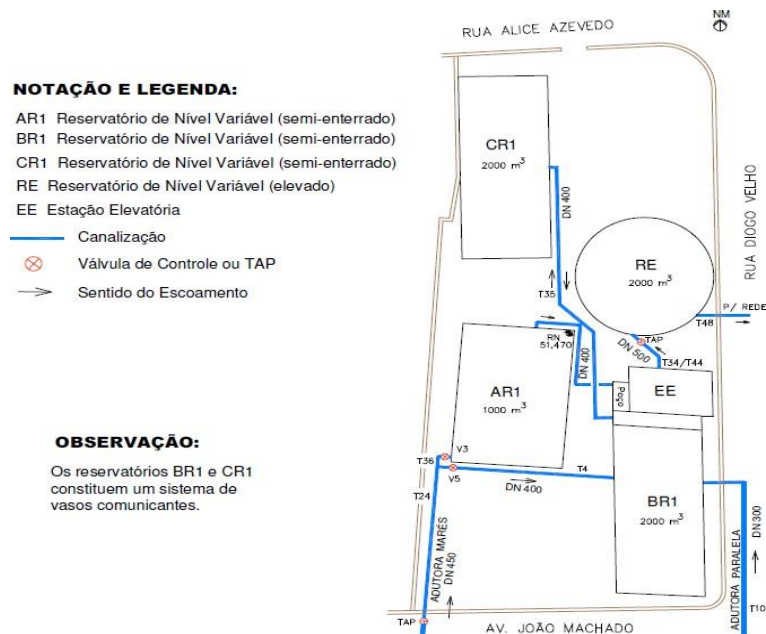 NM
RUA ALICE AZEVEDO
NOTAÇÃO E LEGENDA:
AR1 Reservatório de Nível Variável (semi-enterrado)
BR1 Reservatório de Nível Variável (semi-enterrado)
CR1 Reservatório de Nível Variável (semi-enterrado)
RE Reservatório de Nível Variável (elevado)
EE Estação Elevatória
Canalização
Válvula de Controle ou TAP
Sentido do Escoamento
OBSERVAÇÃO:
Os reservatórios BR1 e CR1
constituem um sistema de
vasos comunicantes.
CR1
2000 m³
DN 400
RUA DIOGO VELHO
RE
2000 m³
T35
P/ REDE
T48
RN
51,470
TAP
DN 500
T34/T44
DN 400
AR1
1000 m³
Poço
EE
V3
T36
V5
T4
DN 400
T24
BR1
2000 m³
ADUTORA MARÉS
DN 450
ADUTORA PARALELA
DN 300
T10
TAP
AV. JOÃO MACHADO